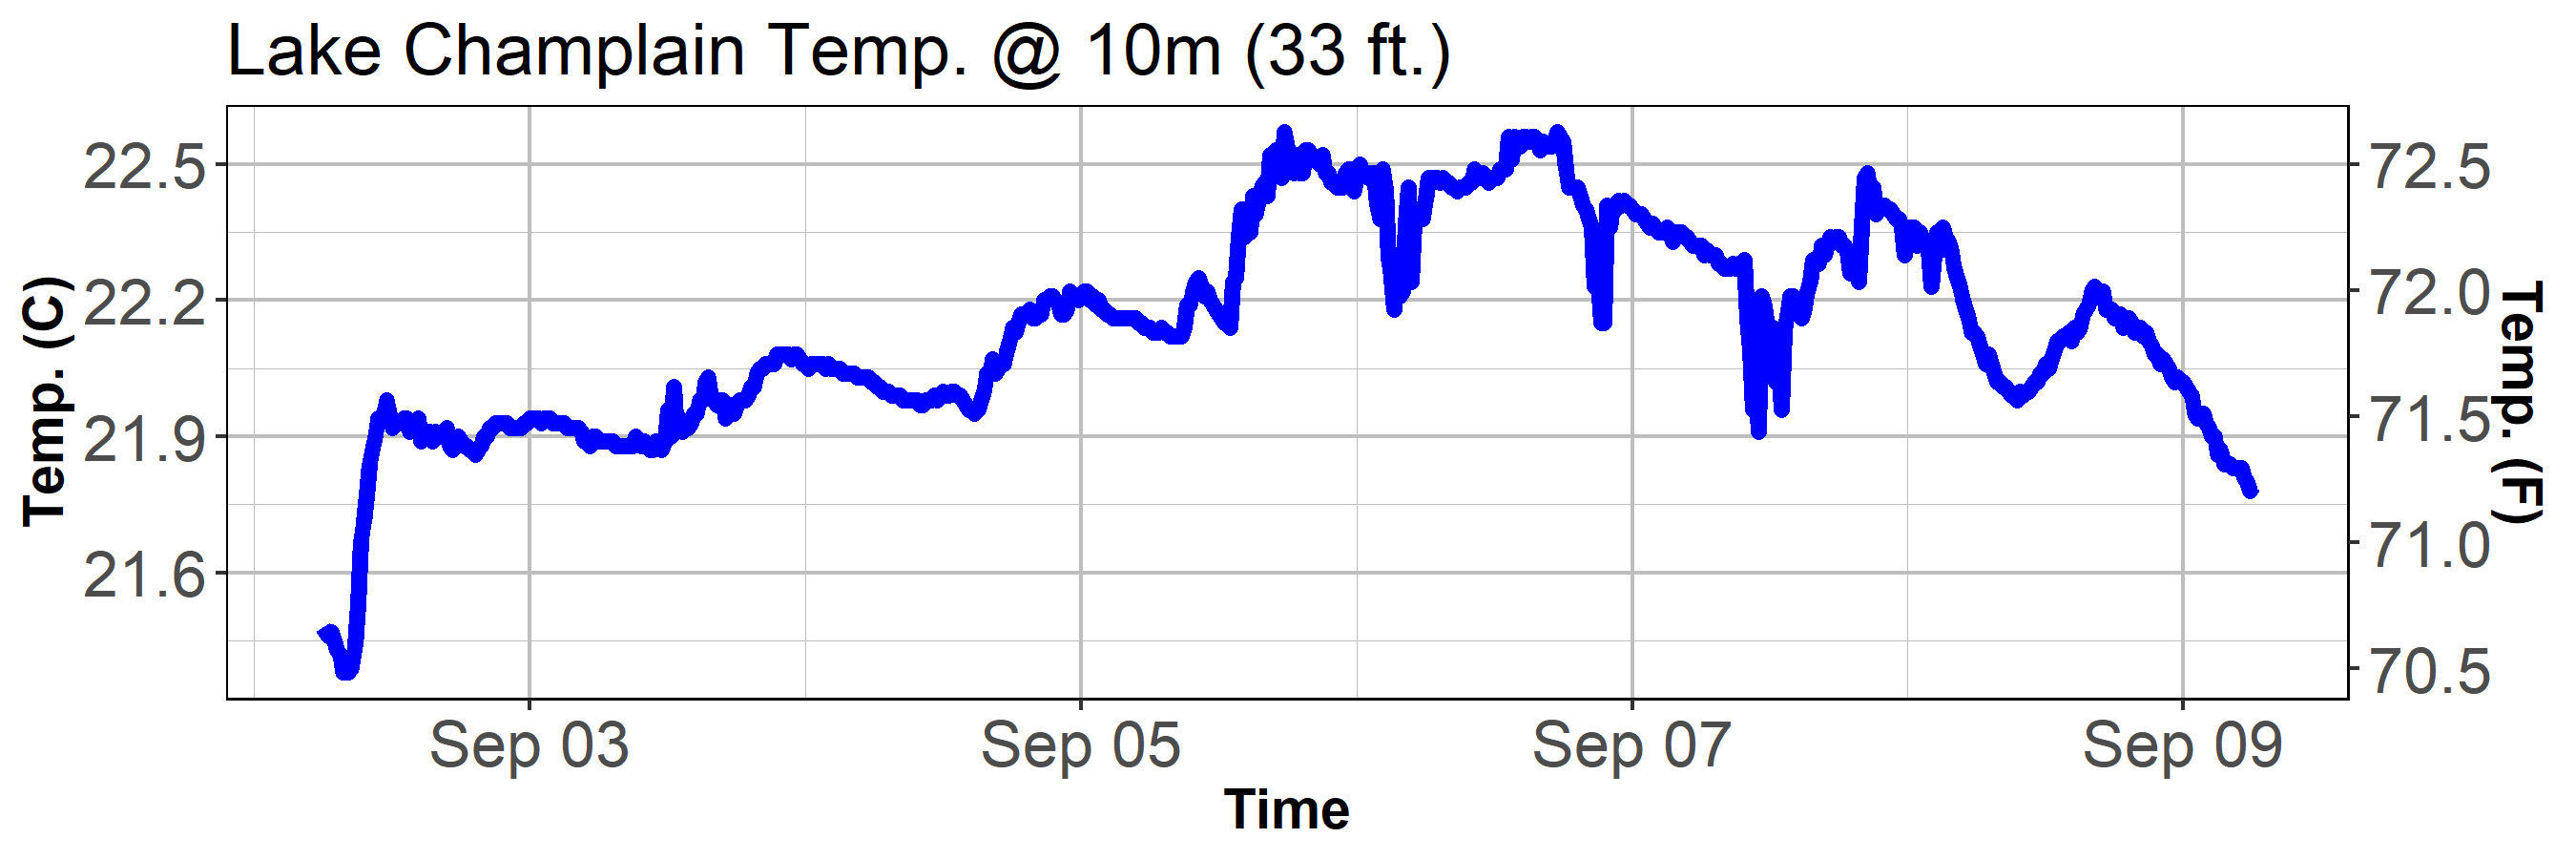 Lake Champlain Temp. @ 10m (33 ft.)
Temp. (C)
22.5
22.2
21.9
21.6
72.5
72.0
71.5
71.0
70.5
Temp. (F)
Sep 03 Sep 05 Sep 07 Sep 09
Time